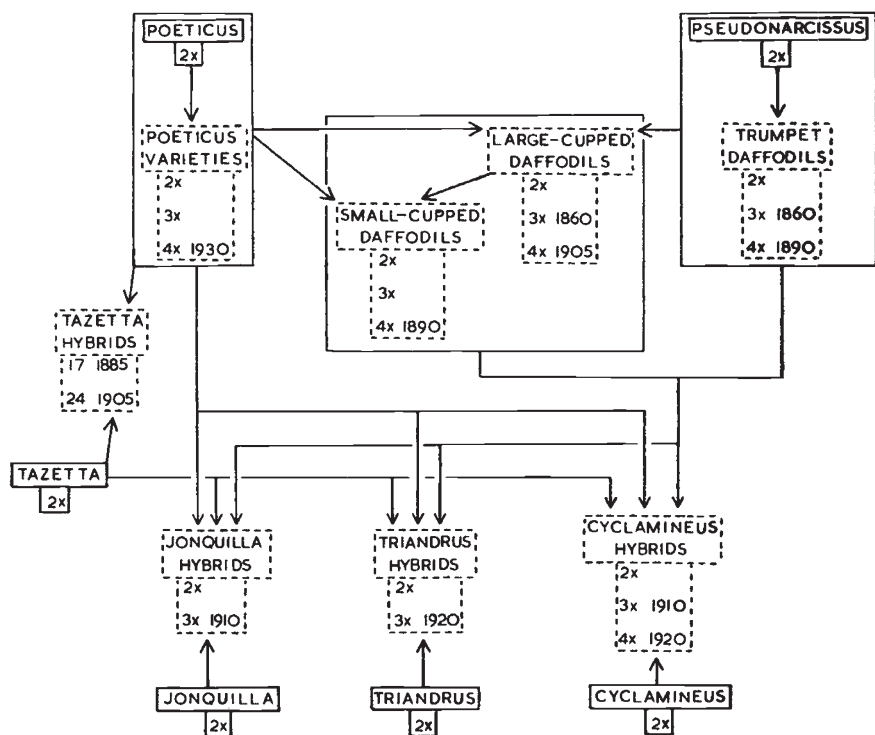 POETICUS
2x
POETICUS
VARIETIES
2x
3x
4x 1930
PSEUDONARCISSUS
2x
TRUMPET
DAFFODILS
2x
3x 1860
4x 1890
LARGE-CUPPED
DAFFODILS
2x
3x 1860
4x 1905
SMALL-CUPPED
DAFFODILS
2x
3x
4x 1890
TAZETTA
HYBRIDS
17 1885
24 1905
TAZETTA
2x
JONQUILLA
HYBRIDS
2x
3x 1910
TRIANDRUS
HYBRIDS
2x
3x 1920
CYCLAMINEUS
HYBRIDS
2x
3x 1910
4x 1920
JONQUILLA
2x
TRIANDRUS
2x
CYCLAMINEUS
2x